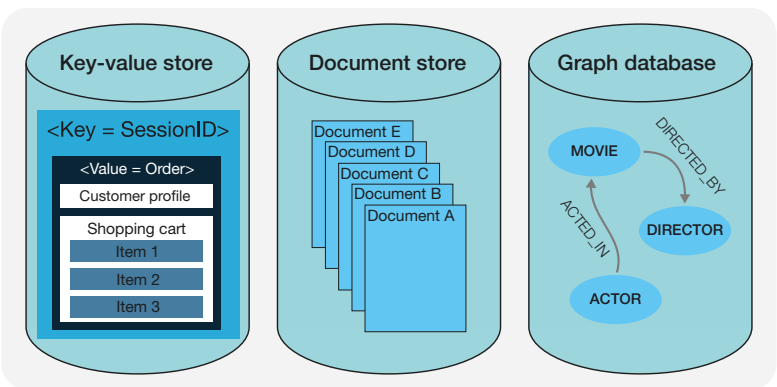 Key-value store
<Key = SessionID>
<Value = Order>
Customer profile
Shopping cart
Item 1
Item 2
Item 3
Document store
Document E
Document D
Document C
Document B
Document A
Graph database
MOVIE
DIRECTED_BY
DIRECTOR
ACTED_IN
ACTOR